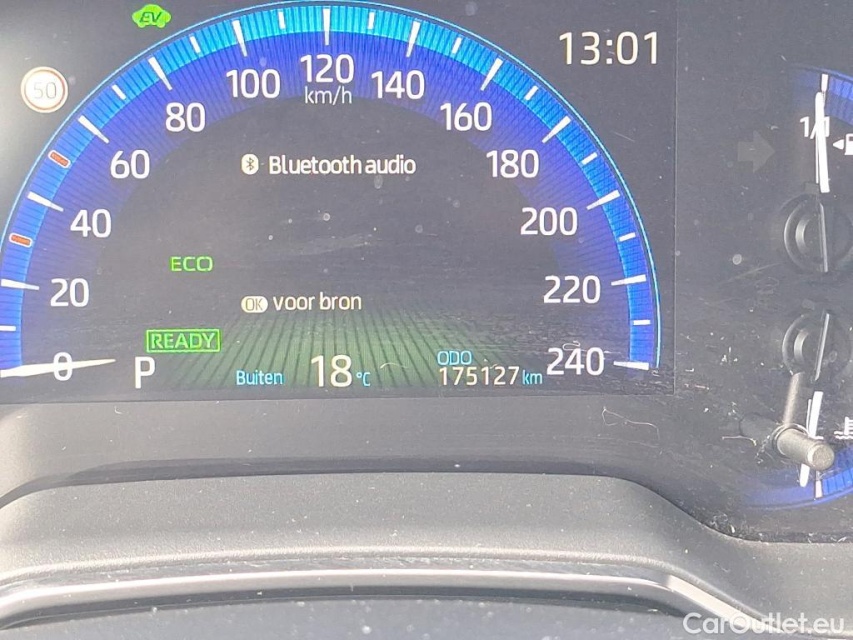 EV
13:01
50
0
20
40
60
80
100
120
km/h
140
160
180
200
220
240
Bluetooth audio
ECO
OK voor bron
READY
P
Buiten 18 °C
ODO
175127 km
CarOutlet.eu